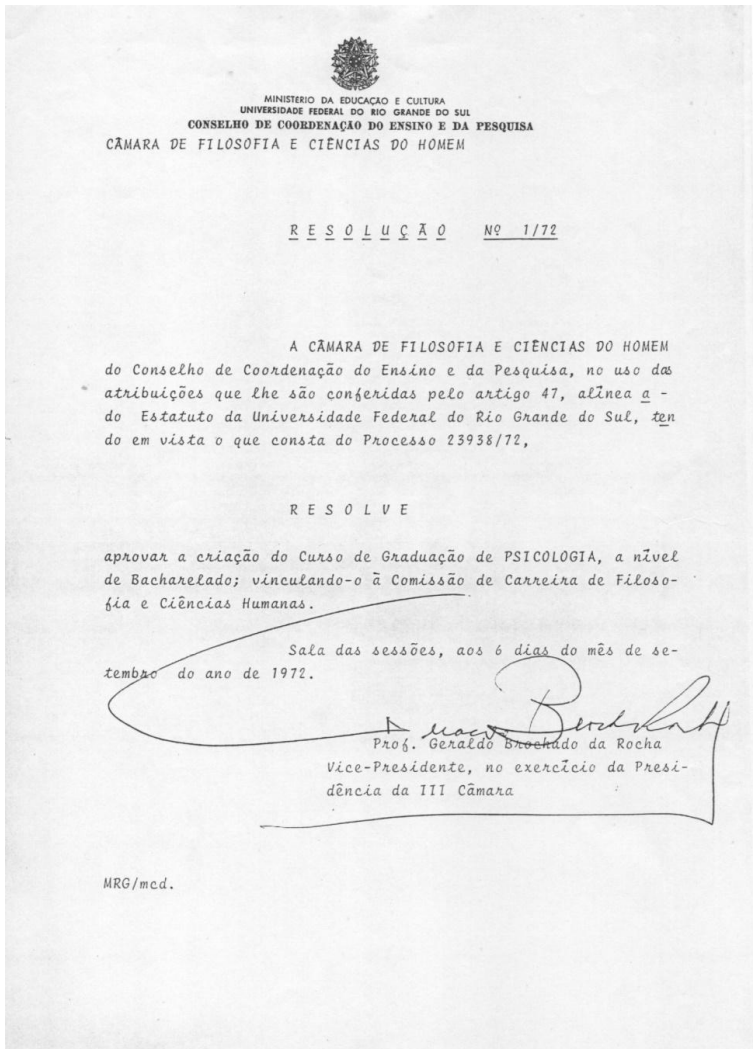 MINISTERIO DA EDUCAÇÃO E CULTURA
UNIVERSIDADE FEDERAL DO RIO GRANDE DO SUL
CONSELHO DE COORDENAÇÃO DO ENSINO E DA PESQUISA
CÂMARA DE FILOSOFIA E CIÊNCIAS DO HOMEM
R E S O L U Ç Ã O Nº 1/72
A CÂMARA DE FILOSOFIA E CIÊNCIAS DO HOMEM
do Conselho de Coordenação do Ensino e da Pesquisa, no uso das
atribuições que lhe são conferidas pelo artigo 47, alínea a -
do Estatuto da Universidade Federal do Rio Grande do Sul, ten
do em vista o que consta do Processo 23938/72,
R E S O L V E
aprovar a criação do Curso de Graduação de PSICOLOGIA, a nível
de Bacharelado; vinculando-o à Comissão de Carreira de Filoso-
fia e Ciências Humanas.
Sala das sessões, aos 6 dias do mês de se-
tembro do ano de 1972.
Prof. Geraldo Brochado da Rocha
Vice-Presidente, no exercício da Presi-
dência da III Câmara
MRG/mcd.